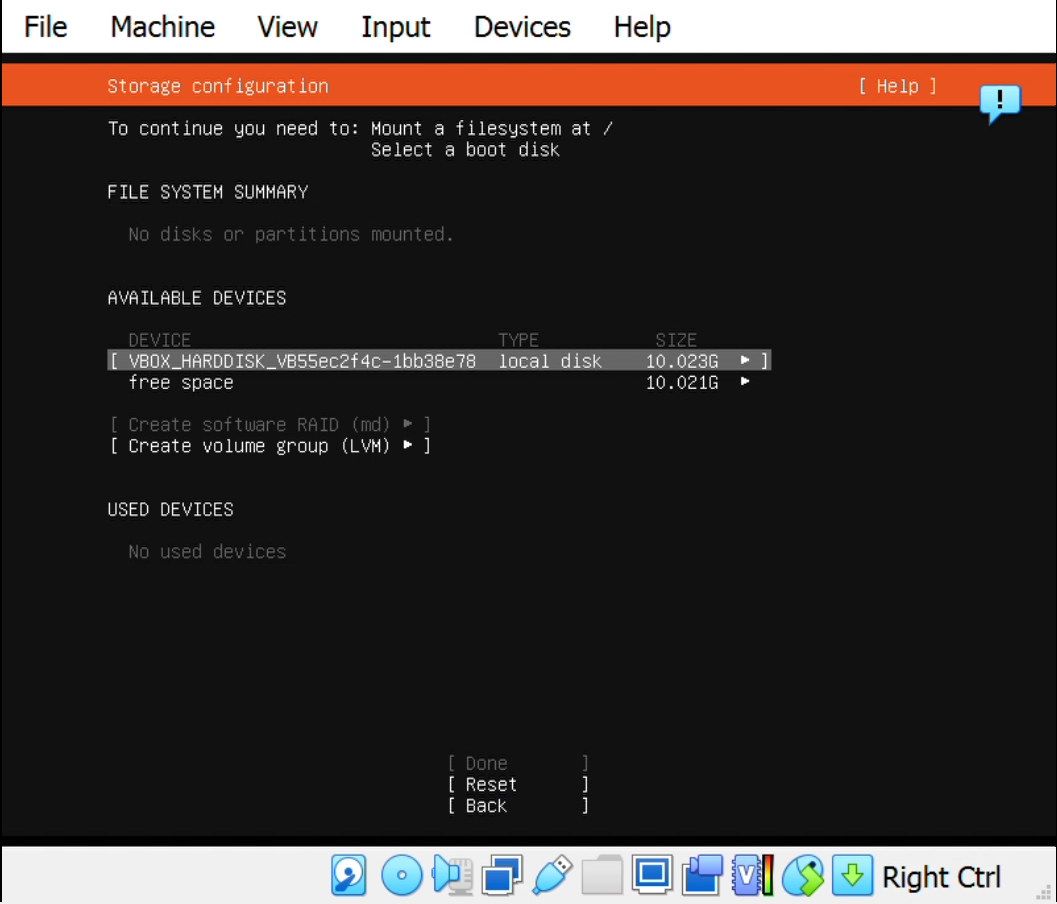 File Machine View Input Devices Help
Storage configuration [ Help ]
To continue you need to: Mount a filesystem at /
Select a boot disk
FILE SYSTEM SUMMARY
No disks or partitions mounted.
AVAILABLE DEVICES
DEVICE TYPE SIZE
[ VBOX_HARDDISK_VB55ec2f4c-1bb38e78 local disk 10.023G ▸ ]
free space 10.021G ▸
[ Create software RAID (md) ▸ ]
[ Create volume group (LVM) ▸ ]
USED DEVICES
No used devices
[ Done ]
[ Reset ]
[ Back ]
Right Ctrl